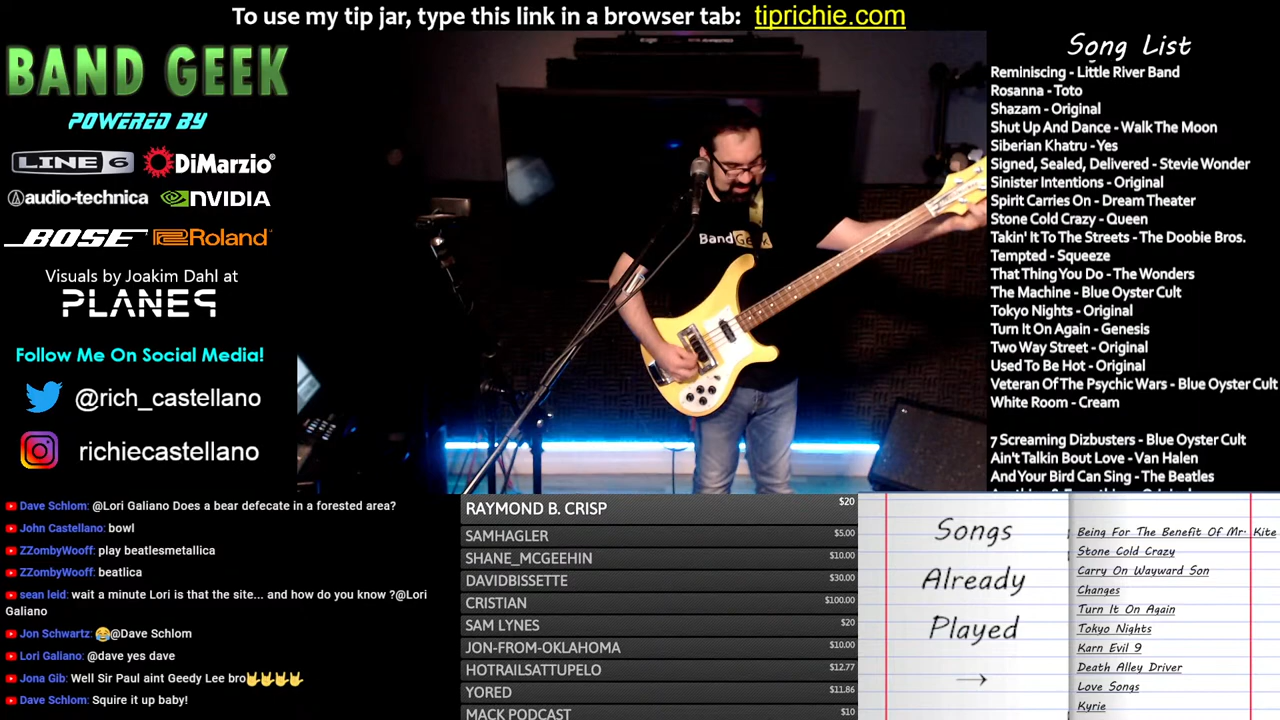 To use my tip jar, type this link in a browser tab: tiprichie.com
BAND GEEK
POWERED BY
LINE 6
DiMarzio
audio-technica
NVIDIA
BOSE
Roland
Visuals by Joakim Dahl at
PLANE9
Follow Me On Social Media!
@rich_castellano
richiecastellano
Dave Schlom: @Lori Galiano Does a bear defecate in a forested area?
John Castellano: bowl
ZZombyWooff: play beatlesmetallica
ZZombyWooff: beatlica
sean leid: wait a minute Lori is that the site... and how do you know ?@Lori
Galiano
Jon Schwartz: 😂@Dave Schlom
Lori Galiano: @dave yes dave
Jona Gib: Well Sir Paul aint Geedy Lee bro🤘🤘🤘🤘
Dave Schlom: Squire it up baby!
Band Geek
RAYMOND B. CRISP $20
SAMHAGLER $5.00
SHANE_MCGEEHIN $10.00
DAVIDBISSETTE $30.00
CRISTIAN $100.00
SAM LYNES $20
JON-FROM-OKLAHOMA $10.00
HOTRAILSATTUPELO $12.77
YORED $11.86
MACK PODCAST $10
Song List
Reminiscing - Little River Band
Rosanna - Toto
Shazam - Original
Shut Up And Dance - Walk The Moon
Siberian Khatru - Yes
Signed, Sealed, Delivered - Stevie Wonder
Sinister Intentions - Original
Spirit Carries On - Dream Theater
Stone Cold Crazy - Queen
Takin' It To The Streets - The Doobie Bros.
Tempted - Squeeze
That Thing You Do - The Wonders
The Machine - Blue Oyster Cult
Tokyo Nights - Original
Turn It On Again - Genesis
Two Way Street - Original
Used To Be Hot - Original
Veteran Of The Psychic Wars - Blue Oyster Cult
White Room - Cream
7 Screaming Dizbusters - Blue Oyster Cult
Ain't Talkin Bout Love - Van Halen
And Your Bird Can Sing - The Beatles
Songs
Already
Played
→
Being For The Benefit Of Mr. Kite
Stone Cold Crazy
Carry On Wayward Son
Changes
Turn It On Again
Tokyo Nights
Karn Evil 9
Death Alley Driver
Love Songs
Kyrie